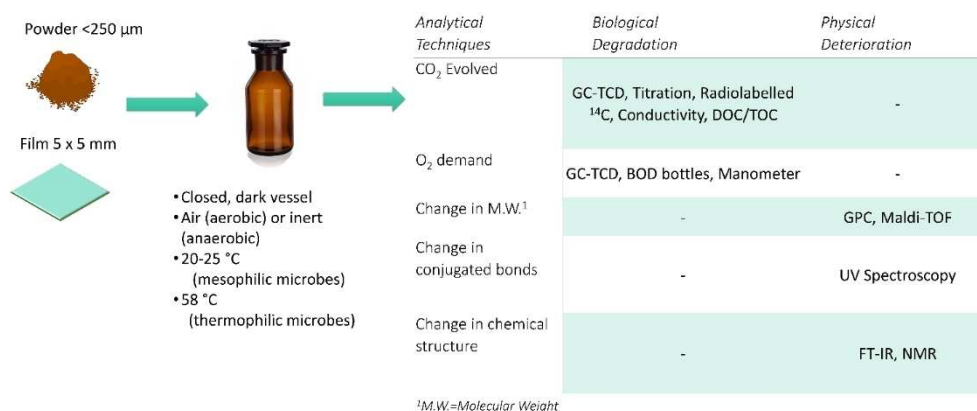 Powder <250 µm
Film 5 x 5 mm
• Closed, dark vessel
• Air (aerobic) or inert
(anaerobic)
• 20-25 °C
(mesophilic microbes)
• 58 °C
(thermophilic microbes)
Analytical
Techniques
Biological
Degradation
Physical
Deterioration
CO₂ Evolved
GC-TCD, Titration, Radiolabelled
¹⁴C, Conductivity, DOC/TOC
-
O₂ demand
GC-TCD, BOD bottles, Manometer
-
Change in M.W.¹
-
GPC, Maldi-TOF
Change in
conjugated bonds
-
UV Spectroscopy
Change in chemical
structure
-
FT-IR, NMR
¹M.W.=Molecular Weight